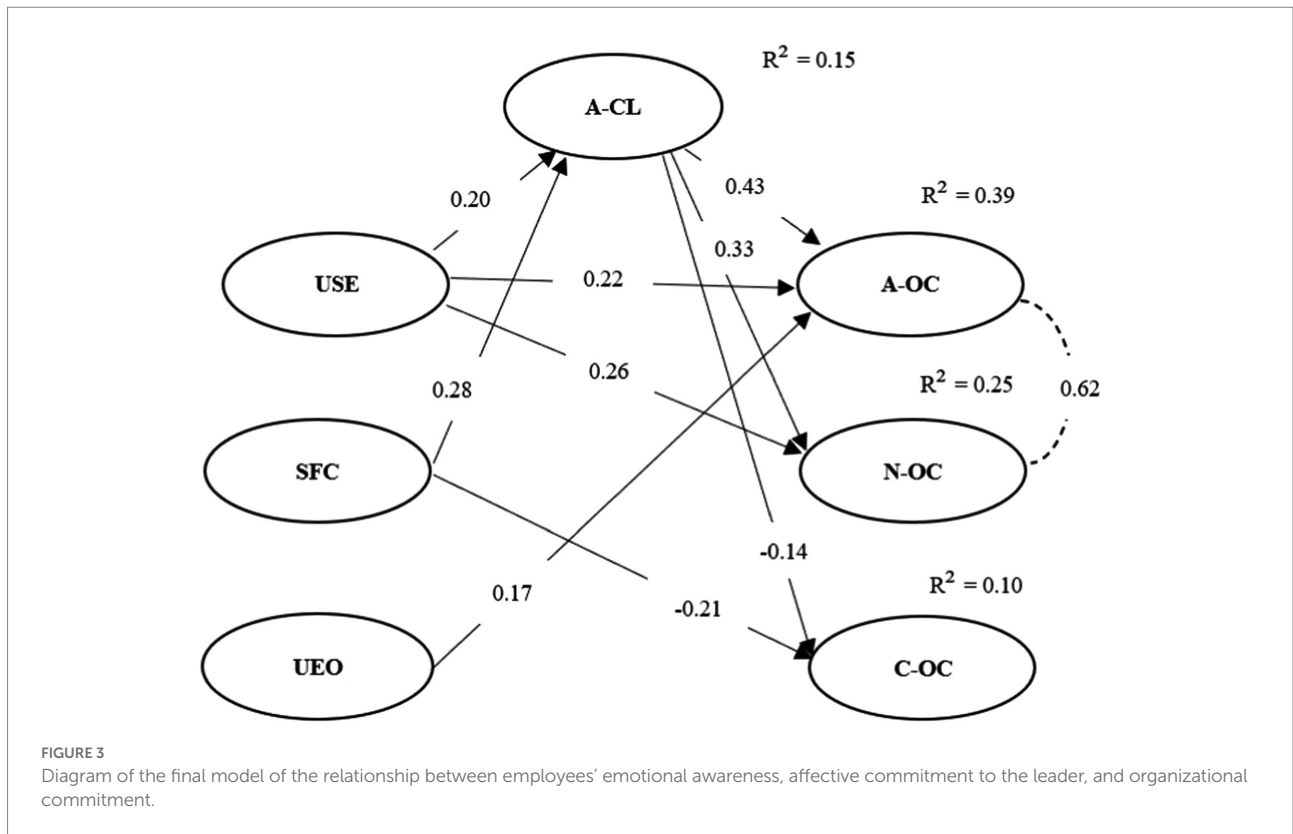 R² = 0.15
A-CL
0.43
R² = 0.39
0.20
0.33
USE
0.22
A-OC
0.26
R² = 0.25
0.62
0.28
SFC
N-OC
-0.14
R² = 0.10
0.17
-0.21
UEO
C-OC
FIGURE 3
Diagram of the final model of the relationship between employees' emotional awareness, affective commitment to the leader, and organizational
commitment.